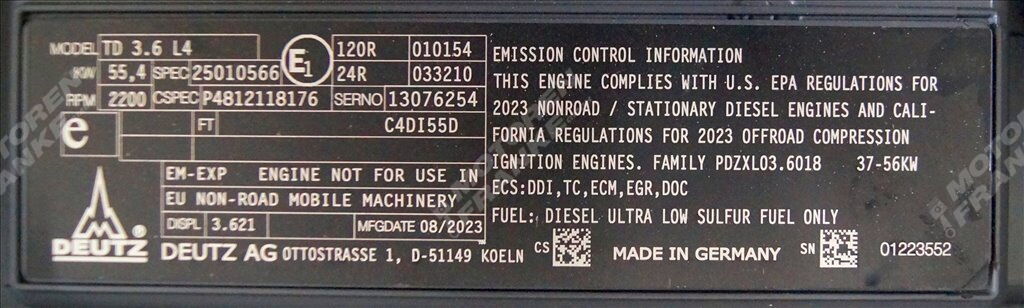 MODEL TD 3.6 L4
KW 55,4 SPEC 25010566
RPM 2200 CSPEC P4812118176 SERNO 13076254
E1
120R 010154
24R 033210
e
FT C4DI55D
EM-EXP ENGINE NOT FOR USE IN
EU NON-ROAD MOBILE MACHINERY
DISPL 3.621 MFGDATE 08/2023
DEUTZ
DEUTZ AG OTTOSTRASSE 1, D-51149 KOELN
EMISSION CONTROL INFORMATION
THIS ENGINE COMPLIES WITH U.S. EPA REGULATIONS FOR
2023 NONROAD / STATIONARY DIESEL ENGINES AND CALI-
FORNIA REGULATIONS FOR 2023 OFFROAD COMPRESSION
IGNITION ENGINES. FAMILY PDZXL03.6018 37-56KW
ECS:DDI,TC,ECM,EGR,DOC
FUEL: DIESEL ULTRA LOW SULFUR FUEL ONLY
CS MADE IN GERMANY SN 01223552